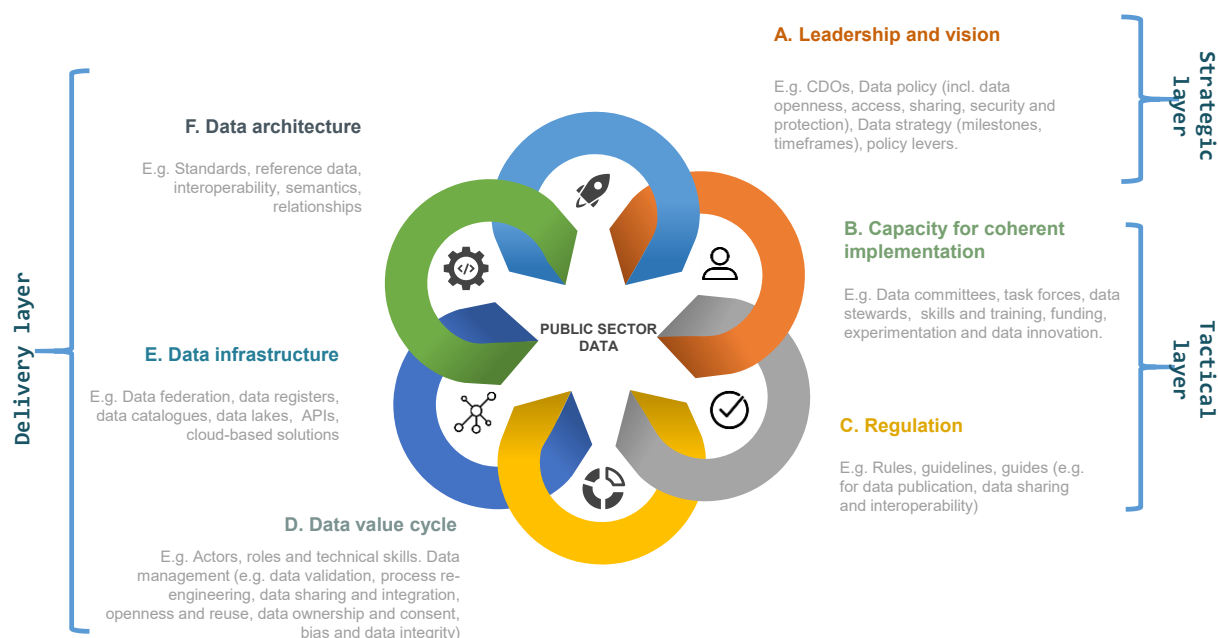 A. Leadership and vision
E.g. CDOs, Data policy (incl. data
openness, access, sharing, security and
protection), Data strategy (milestones,
timeframes), policy levers.
Strategic
layer
B. Capacity for coherent
implementation
E.g. Data committees, task forces, data
stewards, skills and training, funding,
experimentation and data innovation.
C. Regulation
E.g. Rules, guidelines, guides (e.g.
for data publication, data sharing
and interoperability)
Tactical
layer
PUBLIC SECTOR
DATA
</>
F. Data architecture
E.g. Standards, reference data,
interoperability, semantics,
relationships
E. Data infrastructure
E.g. Data federation, data registers,
data catalogues, data lakes, APIs,
cloud-based solutions
D. Data value cycle
E.g. Actors, roles and technical skills. Data
management (e.g. data validation, process re-
engineering, data sharing and integration,
openness and reuse, data ownership and consent,
bias and data integrity)
Delivery layer